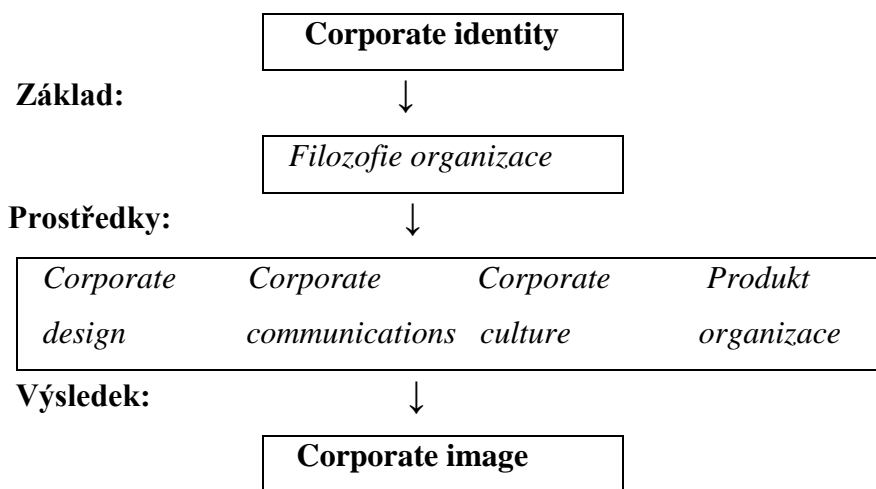 Corporate identity
Základ: ↓
Filozofie organizace
Prostředky: ↓
Corporate Corporate Corporate Produkt
design communications culture organizace
Výsledek: ↓
Corporate image